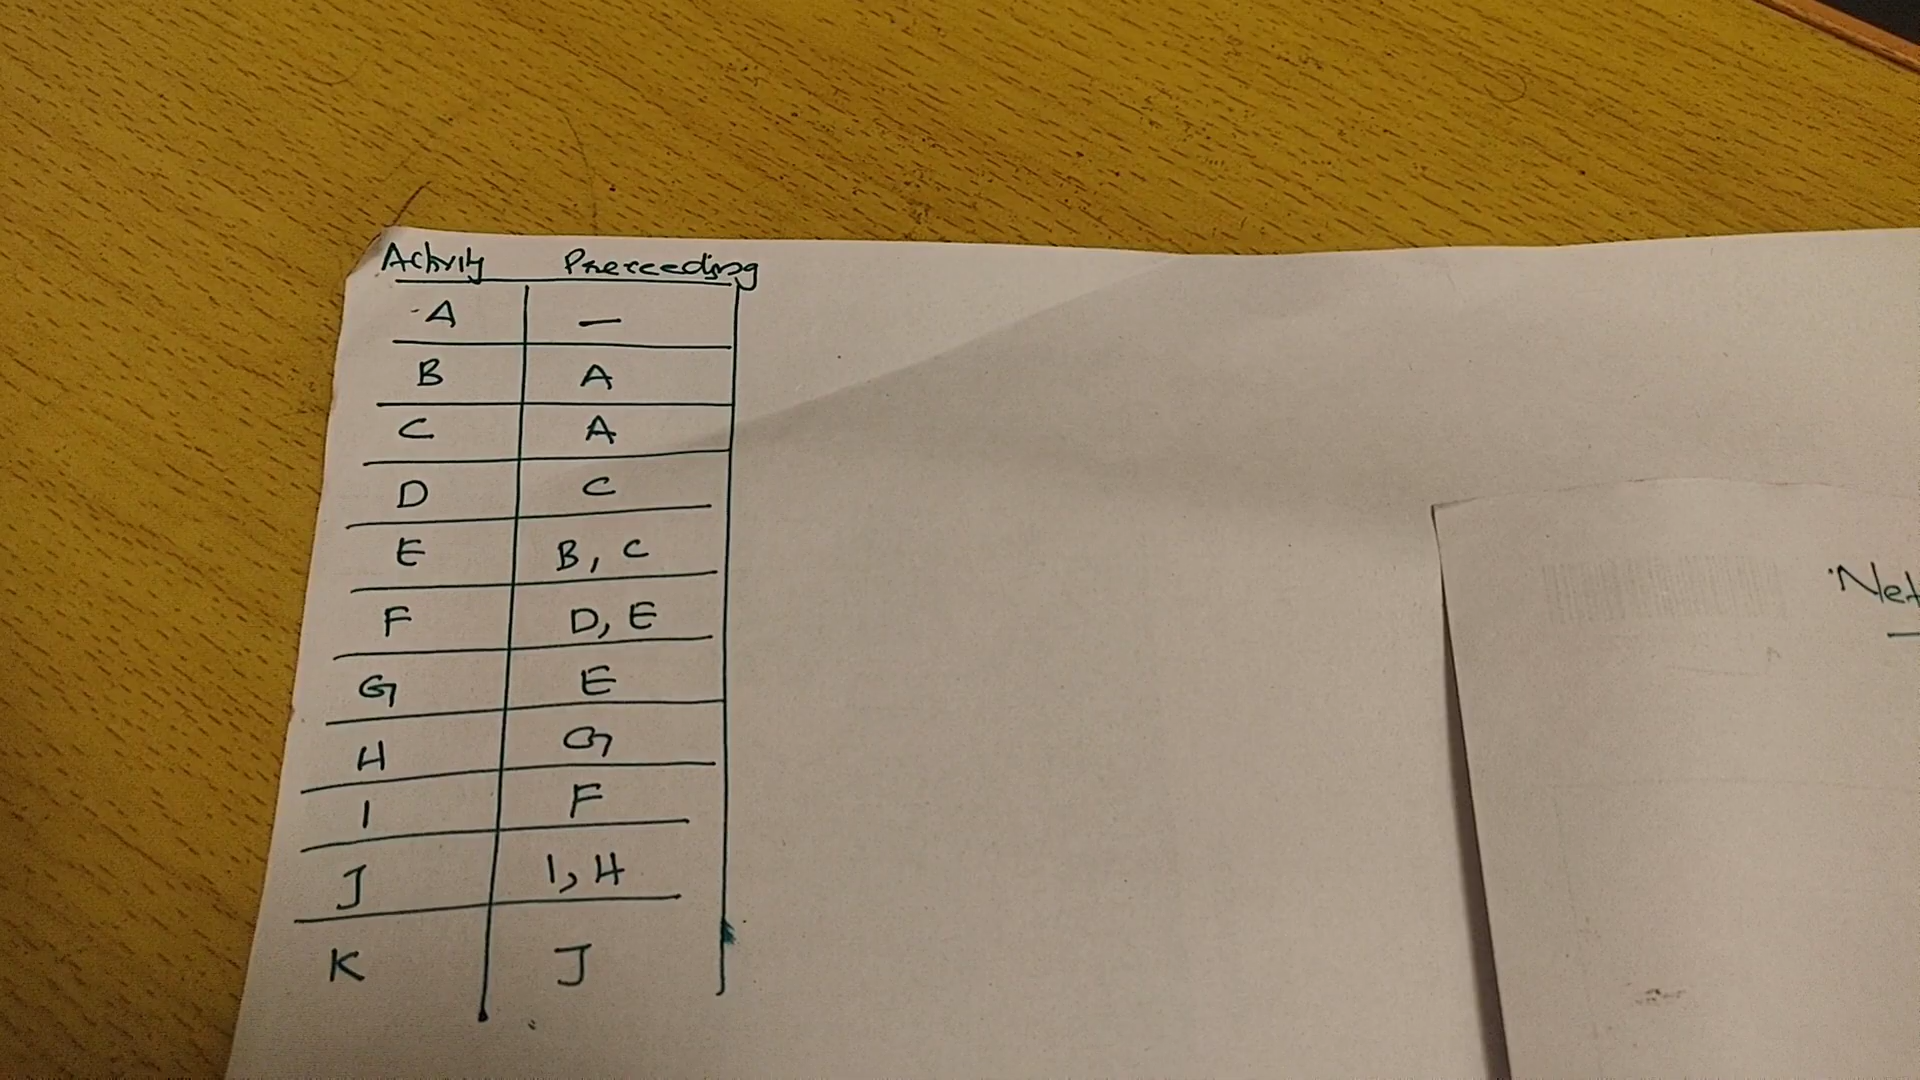 Activity Preceeding
A —
B A
C A
D C
E B, C
F D, E
G E
H G
I F
J I, H
K J
Net